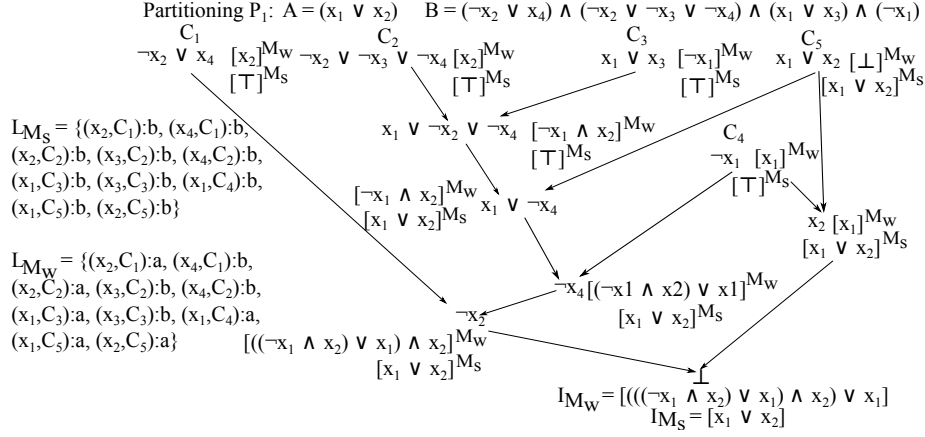 Partitioning P₁: A = (x₁ ∨ x₂) B = (¬x₂ ∨ x₄) ∧ (¬x₂ ∨ ¬x₃ ∨ ¬x₄) ∧ (x₁ ∨ x₃) ∧ (¬x₁)
C₁ C₂ C₃ C₅
¬x₂ ∨ x₄ [x₂]^Mw ¬x₂ ∨ ¬x₃ ∨ ¬x₄ [x₂]^Mw x₁ ∨ x₃ [¬x₁]^Mw x₁ ∨ x₂ [⊥]^Mw
[⊤]^Ms [⊤]^Ms [⊤]^Ms [x₁ ∨ x₂]^Ms
L_Ms = {(x₂,C₁):b, (x₄,C₁):b,
(x₂,C₂):b, (x₃,C₂):b, (x₄,C₂):b,
(x₁,C₃):b, (x₃,C₃):b, (x₁,C₄):b,
(x₁,C₅):b, (x₂,C₅):b}
x₁ ∨ ¬x₂ ∨ ¬x₄ [¬x₁ ∧ x₂]^Mw
[⊤]^Ms
C₄
¬x₁ [x₁]^Mw
[⊤]^Ms
[¬x₁ ∧ x₂]^Mw x₁ ∨ ¬x₄
[x₁ ∨ x₂]^Ms
x₂ [x₁]^Mw
[x₁ ∨ x₂]^Ms
L_Mw = {(x₂,C₁):a, (x₄,C₁):b,
(x₂,C₂):a, (x₃,C₂):b, (x₄,C₂):b,
(x₁,C₃):a, (x₃,C₃):b, (x₁,C₄):a,
(x₁,C₅):a, (x₂,C₅):a}
¬x₄ [(¬x1 ∧ x2) ∨ x1]^Mw
[x₁ ∨ x₂]^Ms
¬x₂
[((¬x₁ ∧ x₂) ∨ x₁) ∧ x₂]^Mw
[x₁ ∨ x₂]^Ms
⊥
I_Mw = [(((¬x₁ ∧ x₂) ∨ x₁) ∧ x₂) ∨ x₁]
I_Ms = [x₁ ∨ x₂]